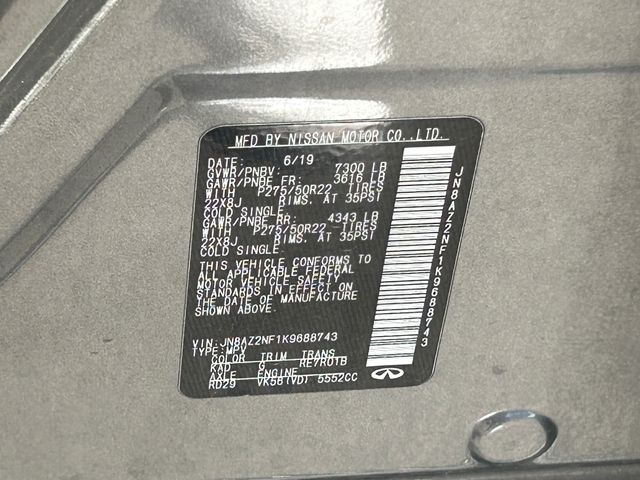 MFD BY NISSAN MOTOR CO.,LTD.
DATE: 6/19
GVWR/PNBV: 7300 LB
GAWR/PNBE FR: 3616 LB
WITH P275/50R22 TIRES
22X8J RIMS. AT 35PSI
COLD SINGLE
GAWR/PNBE RR: 4343 LB
WITH P275/50R22 TIRES
22X8J RIMS. AT 35PSI
COLD SINGLE
THIS VEHICLE CONFORMS TO
ALL APPLICABLE FEDERAL
MOTOR VEHICLE SAFETY
STANDARDS IN EFFECT ON
THE DATE OF MANUFACTURE
SHOWN ABOVE.
VIN:JN8AZ2NF1K9688743
TYPE:MPV
COLOR TRIM TRANS
KAD G RE7R01B
AXLE ENGINE
RD29 VK56(VD) 5552CC
JN8AZ2NF1K9688743